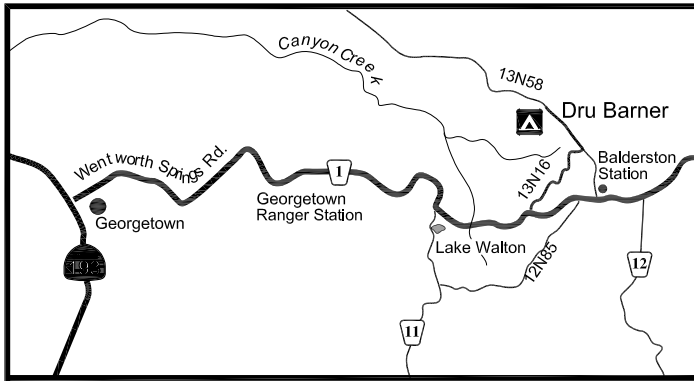 Canyon Creek
13N58
Dru Barner
Wentworth Springs Rd.
1
13N16
Balderston
Station
Georgetown
Georgetown
Ranger Station
Lake Walton
12N85
12
11